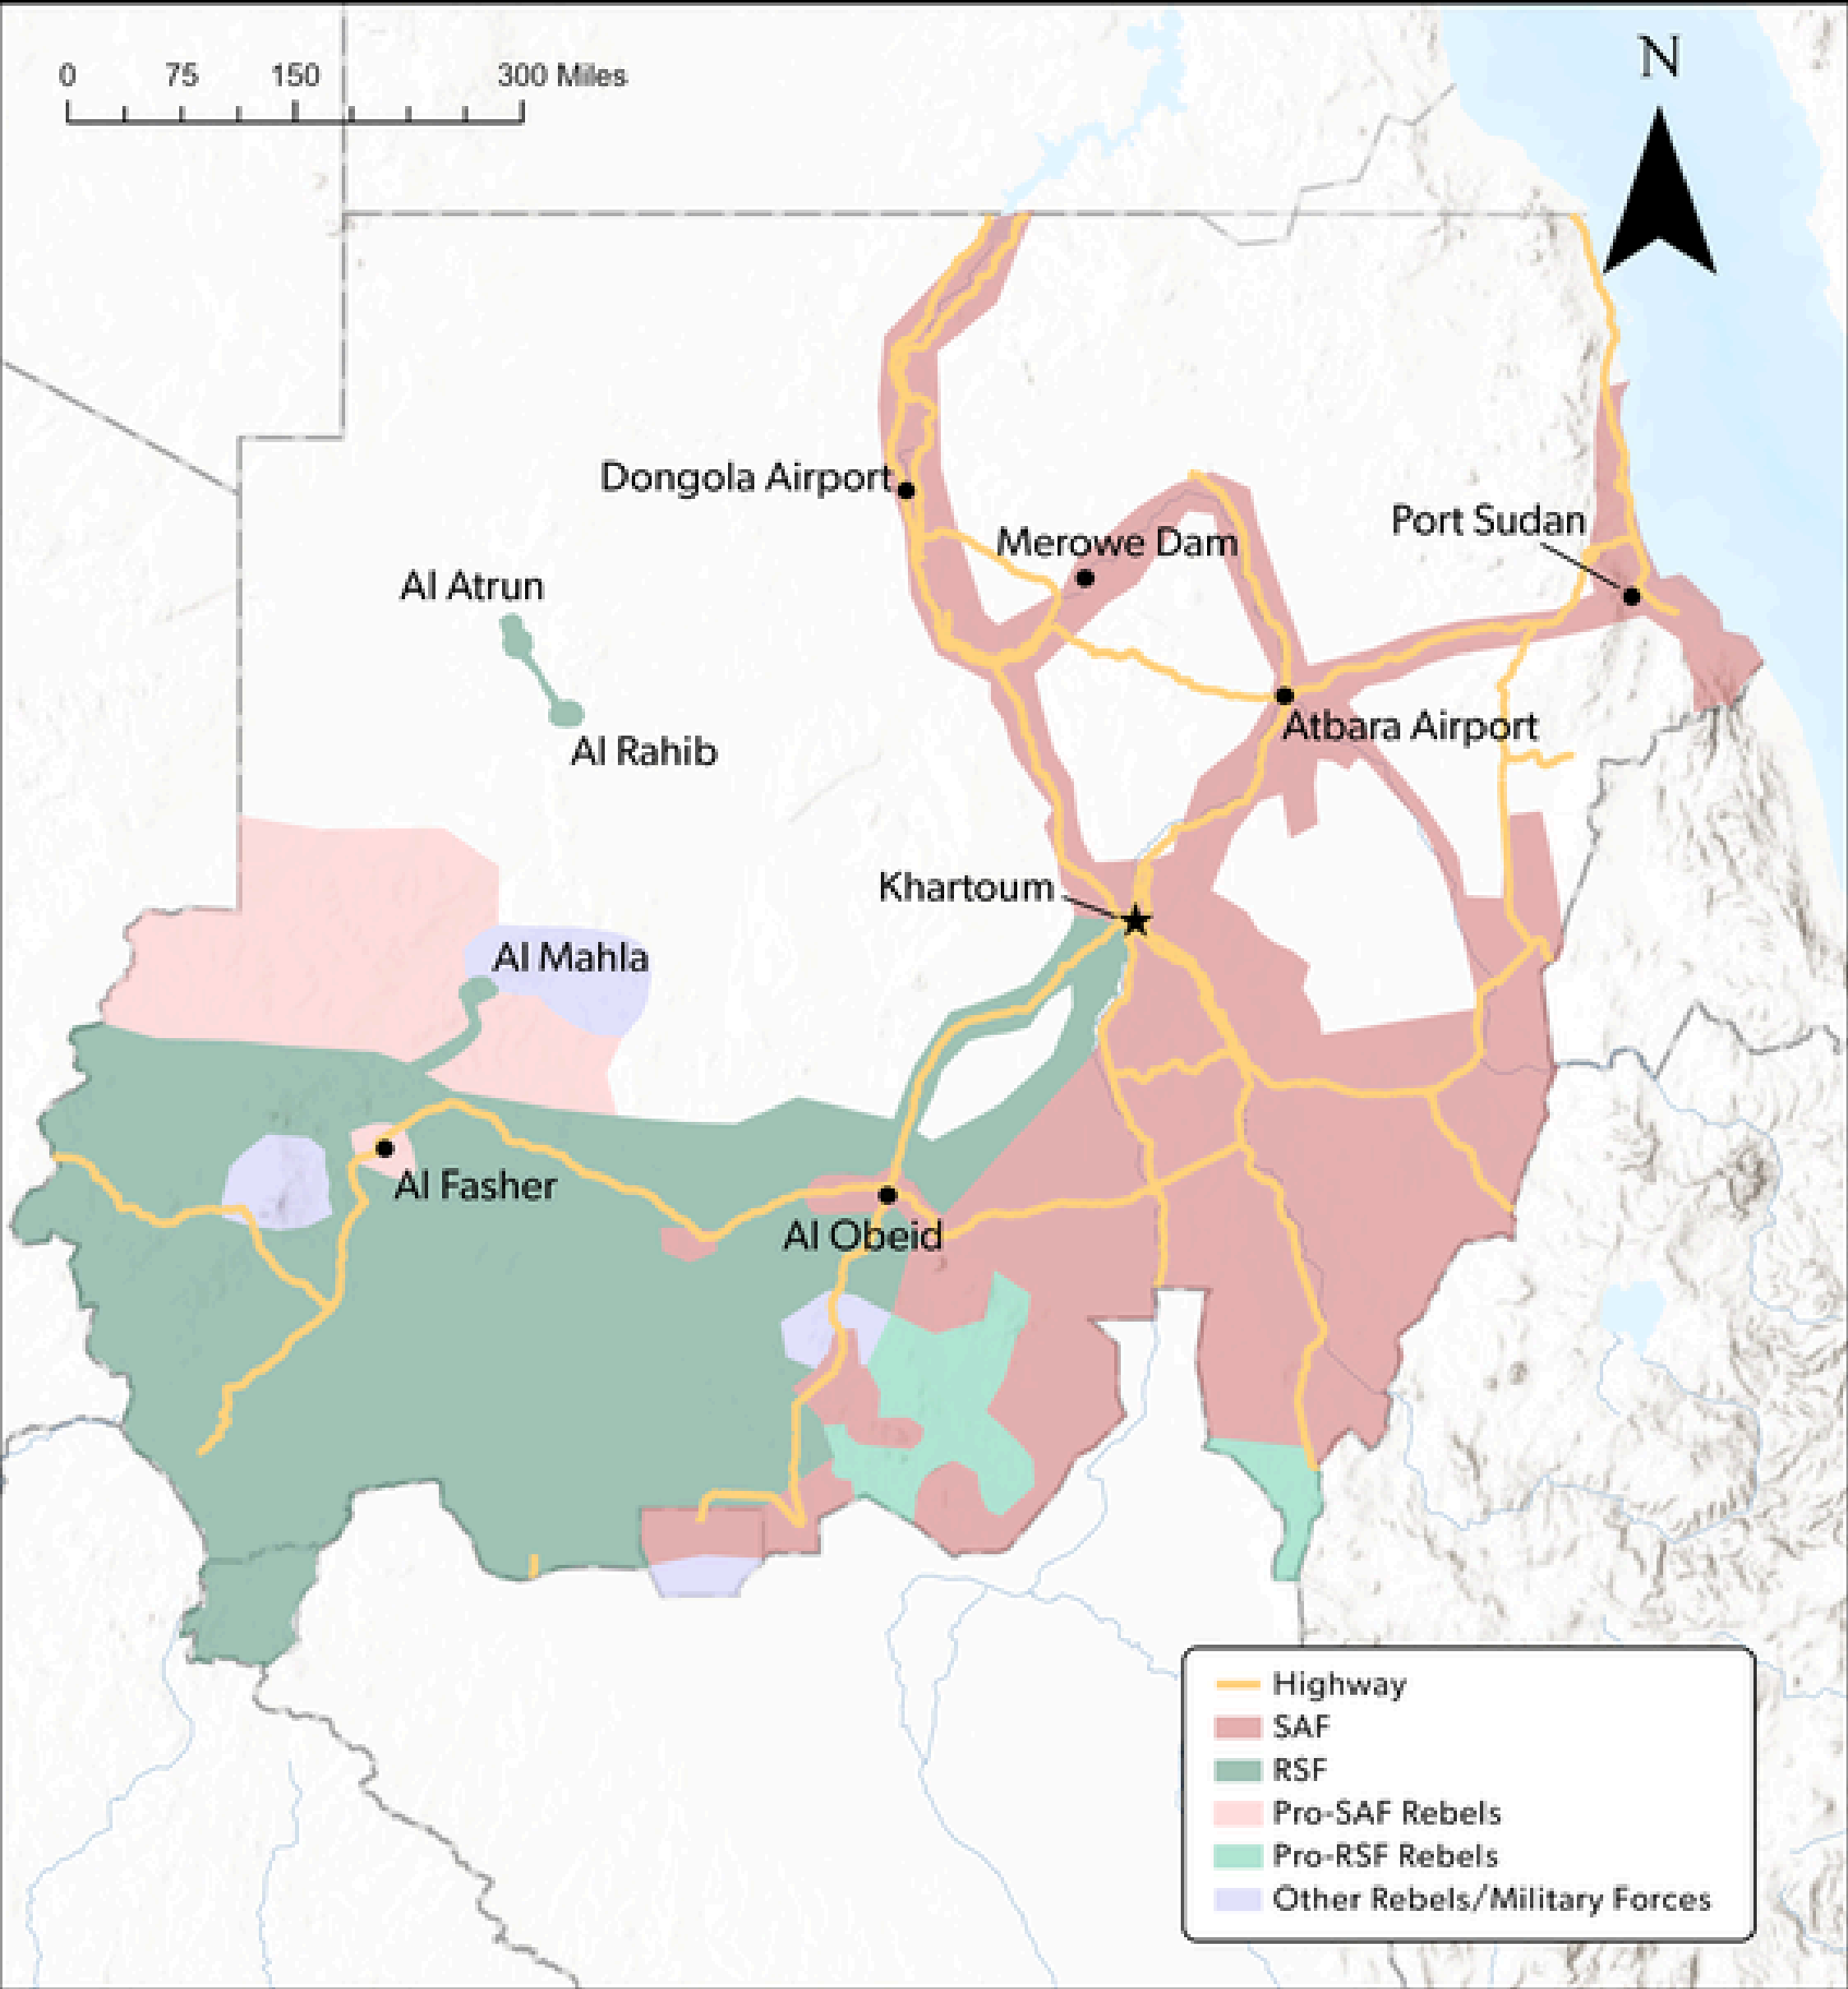 0 75 150 300 Miles
N
Dongola Airport
Port Sudan
Merowe Dam
Al Atrun
Atbara Airport
Al Rahib
Khartoum
Al Mahla
Al Fasher
Al Obeid
Highway
SAF
RSF
Pro-SAF Rebels
Pro-RSF Rebels
Other Rebels/Military Forces